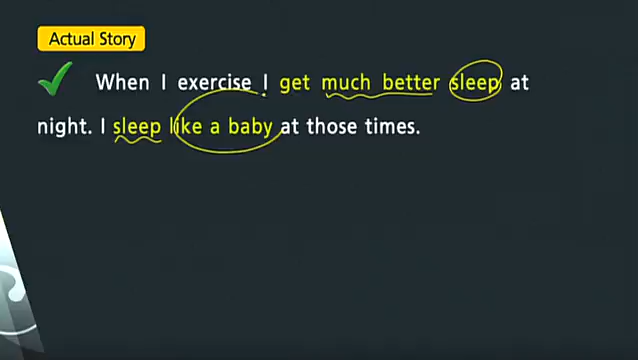 Actual Story
When I exercise I get much better sleep at
night. I sleep like a baby at those times.